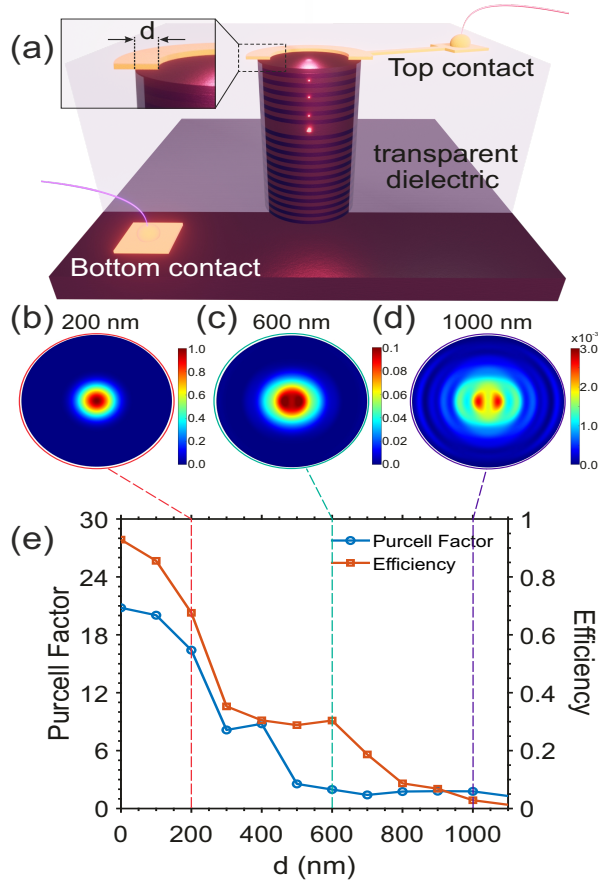 (a)
d
Top contact
transparent
dielectric
Bottom contact
(b)
200 nm
1.0
0.8
0.6
0.4
0.2
0.0
(c)
600 nm
0.1
0.08
0.06
0.04
0.02
0.0
(d)
1000 nm
x10⁻³
3.0
2.0
1.0
0.0
(e)
Purcell Factor
30
24
18
12
6
0
Purcell Factor
Efficiency
1
0.8
0.6
0.4
0.2
0
Efficiency
0 200 400 600 800 1000
d (nm)